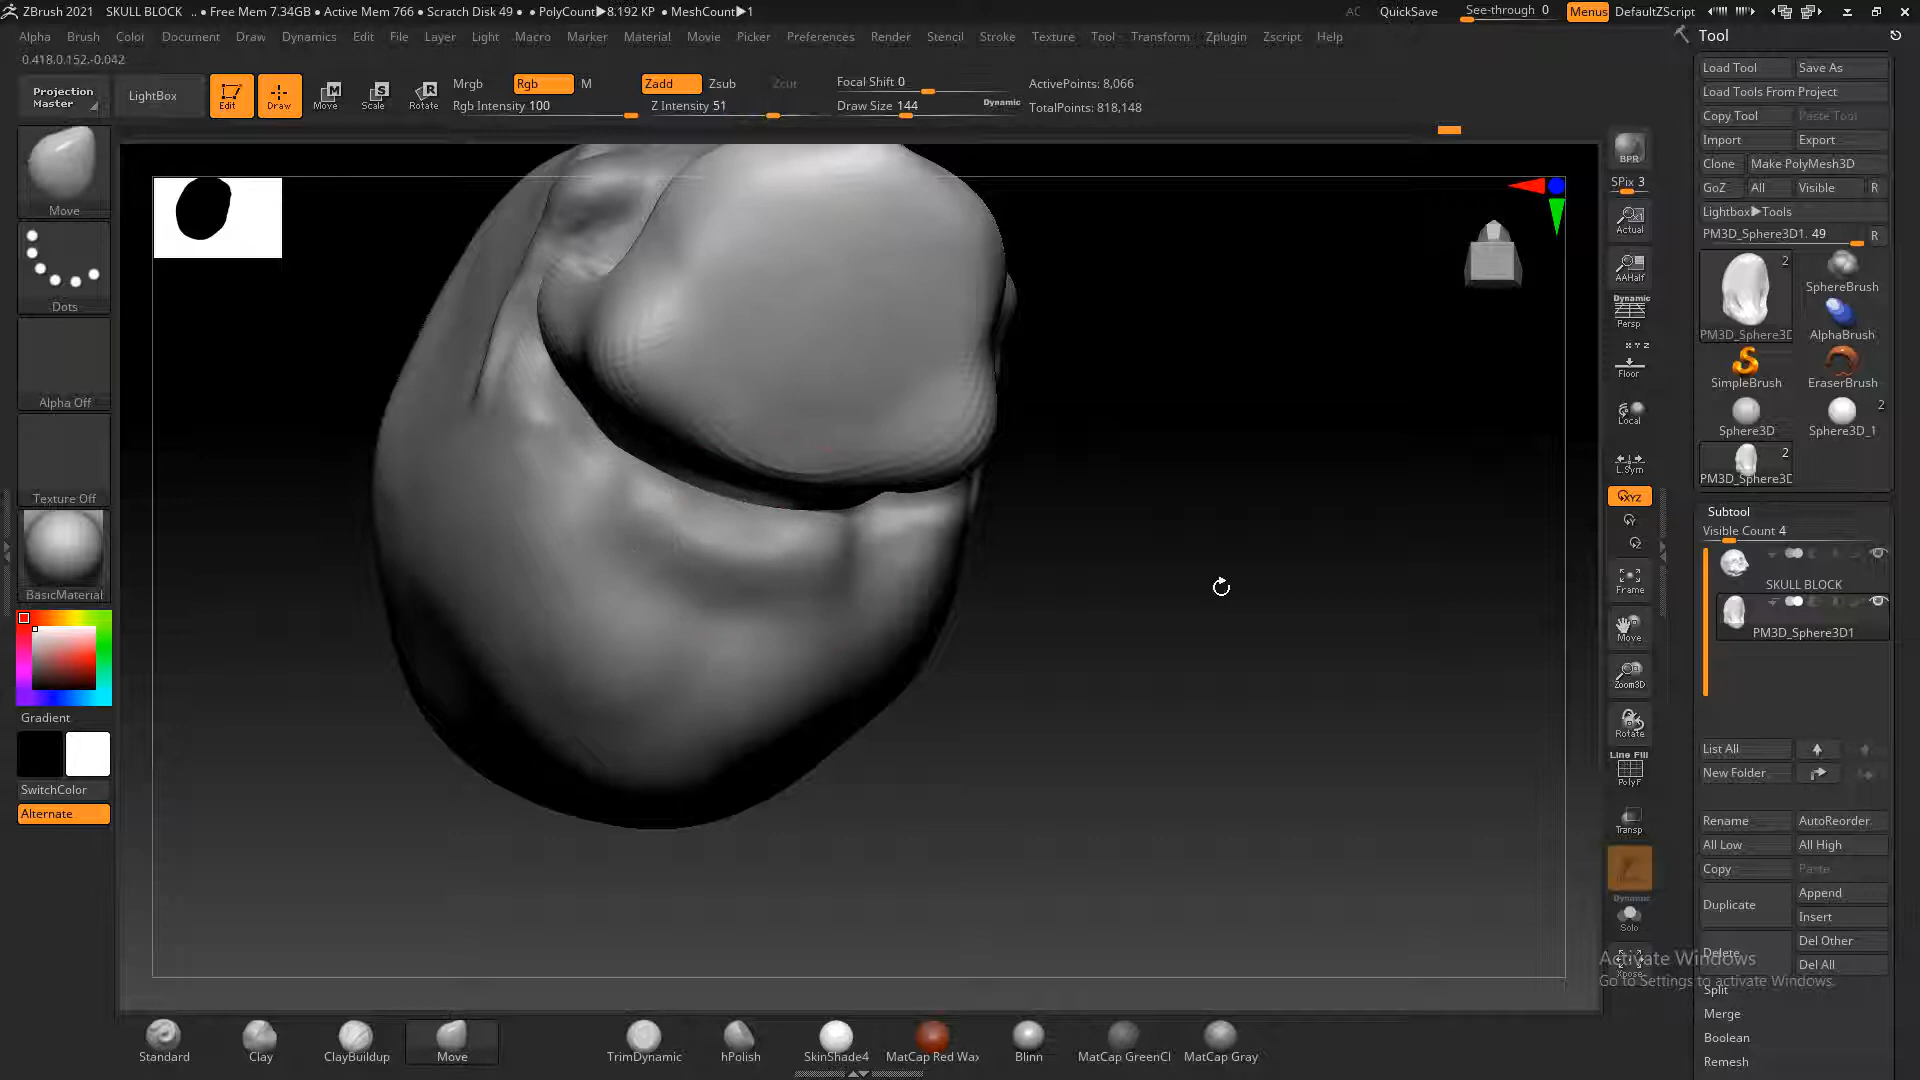 ZBrush 2021 SKULL BLOCK .. • Free Mem 7.34GB • Active Mem 766 • Scratch Disk 49 • • PolyCount▶8.192 KP • MeshCount▶1
AC QuickSave See-through 0 Menus DefaultZScript
Alpha Brush Color Document Draw Dynamics Edit File Layer Light Macro Marker Material Movie Picker Preferences Render Stencil Stroke Texture Tool Transform Zplugin Zscript Help
Tool
0.418,0.152,-0.042
Projection Master
LightBox
Edit
Draw
Move
Scale
Rotate
Mrgb Rgb M
Rgb Intensity 100
Zadd Zsub Zcut
Z Intensity 51
Focal Shift 0
Draw Size 144
Dynamic
ActivePoints: 8,066
TotalPoints: 818,148
Load Tool Save As
Load Tools From Project
Copy Tool Paste Tool
Import Export
Clone Make PolyMesh3D
GoZ All Visible R
Lightbox▶Tools
PM3D_Sphere3D1. 49 R
2
SphereBrush
PM3D_Sphere3D AlphaBrush
SimpleBrush EraserBrush
2
Sphere3D Sphere3D_1
2
PM3D_Sphere3D
Subtool
Visible Count 4
SKULL BLOCK
PM3D_Sphere3D1
List All
New Folder
Rename AutoReorder
All Low All High
Copy Paste
Duplicate Append
Insert
Delete Del Other
Del All
Split
Merge
Boolean
Remesh
Move
Dots
Alpha Off
Texture Off
BasicMaterial
Gradient
SwitchColor
Alternate
BPR
SPix 3
Actual
AAHalf
Dynamic
Persp
X Y Z
Floor
Local
L.Sym
XYZ
Y
Z
Frame
Move
Zoom3D
Rotate
Line Fill
PolyF
Transp
Dynamic
Solo
Xpose
Activate Windows
Go to Settings to activate Windows.
Standard Clay ClayBuildup Move TrimDynamic hPolish SkinShade4 MatCap Red Wax Blinn MatCap GreenCl MatCap Gray